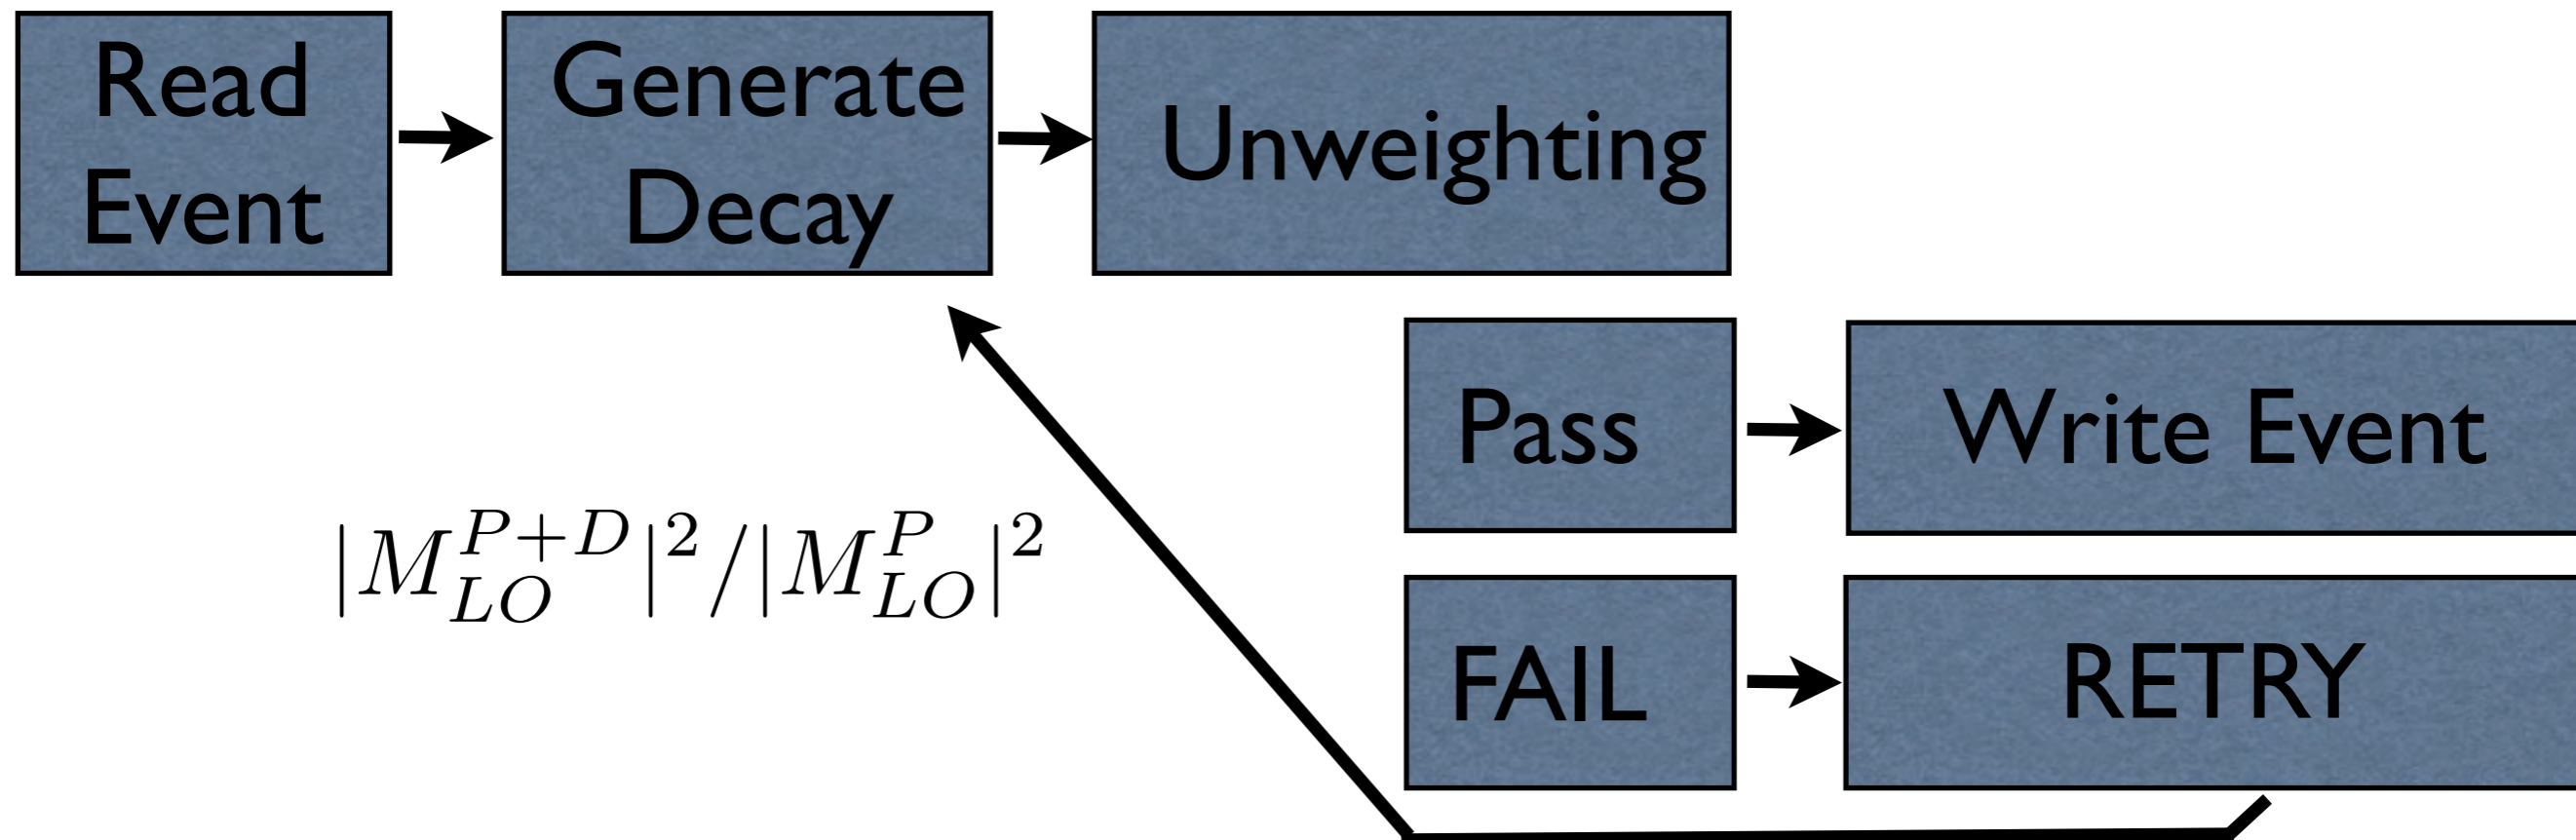 Read
Event
Generate
Decay
Unweighting
Pass
Write Event
$|M_{LO}^{P+D}|^2/|M_{LO}^{P}|^2$
FAIL
RETRY